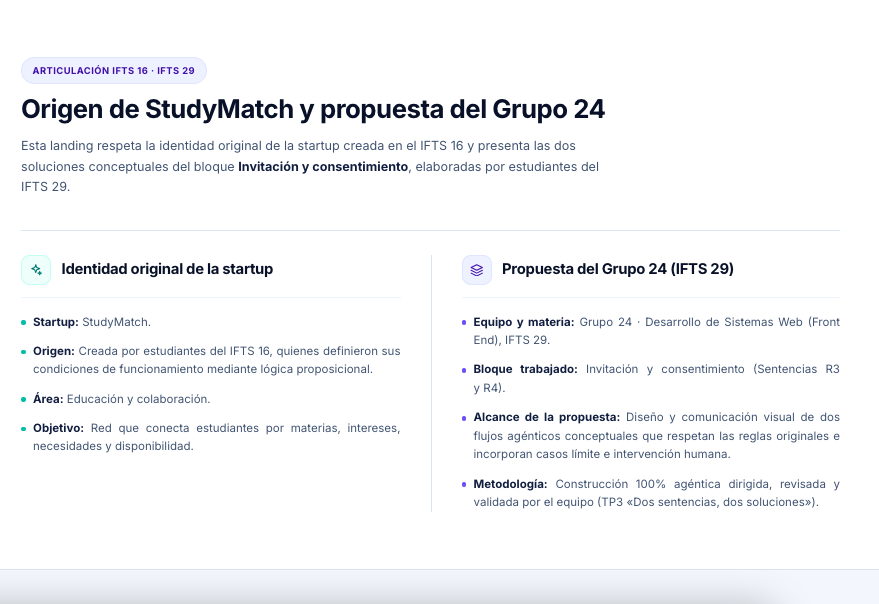 ARTICULACIÓN IFTS 16 · IFTS 29
Origen de StudyMatch y propuesta del Grupo 24
Esta landing respeta la identidad original de la startup creada en el IFTS 16 y presenta las dos
soluciones conceptuales del bloque Invitación y consentimiento, elaboradas por estudiantes del
IFTS 29.
Identidad original de la startup
Startup: StudyMatch.
Origen: Creada por estudiantes del IFTS 16, quienes definieron sus
condiciones de funcionamiento mediante lógica proposicional.
Área: Educación y colaboración.
Objetivo: Red que conecta estudiantes por materias, intereses,
necesidades y disponibilidad.
Propuesta del Grupo 24 (IFTS 29)
Equipo y materia: Grupo 24 · Desarrollo de Sistemas Web (Front
End), IFTS 29.
Bloque trabajado: Invitación y consentimiento (Sentencias R3
y R4).
Alcance de la propuesta: Diseño y comunicación visual de dos
flujos agénticos conceptuales que respetan las reglas originales e
incorporan casos límite e intervención humana.
Metodología: Construcción 100% agéntica dirigida, revisada y
validada por el equipo (TP3 «Dos sentencias, dos soluciones»).